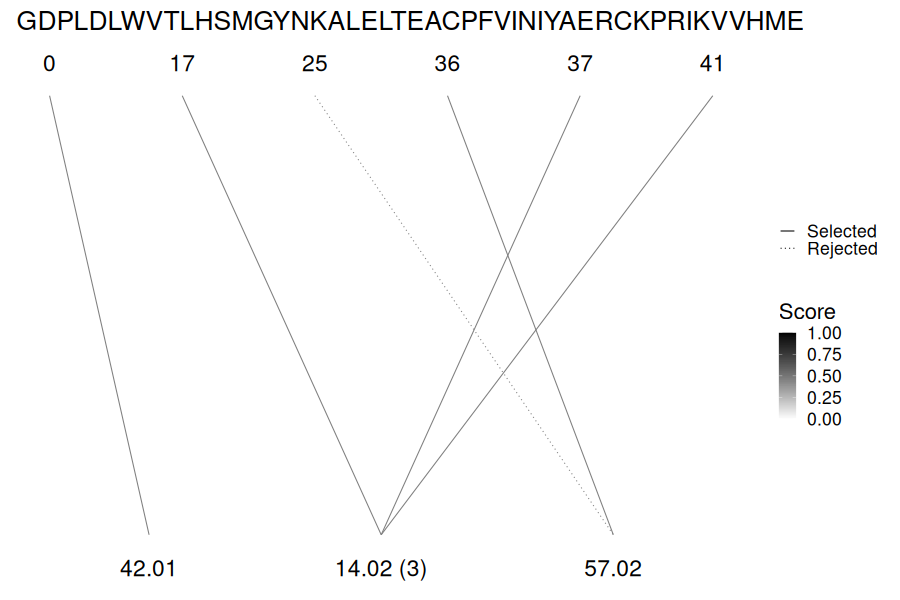 GDPLDLWVTLHSMGYNKALELTEACPFVINIYAERCKPRIKVVHME
0 17 25 36 37 41
Selected
Rejected
Score
1.00
0.75
0.50
0.25
0.00
42.01 14.02 (3) 57.02